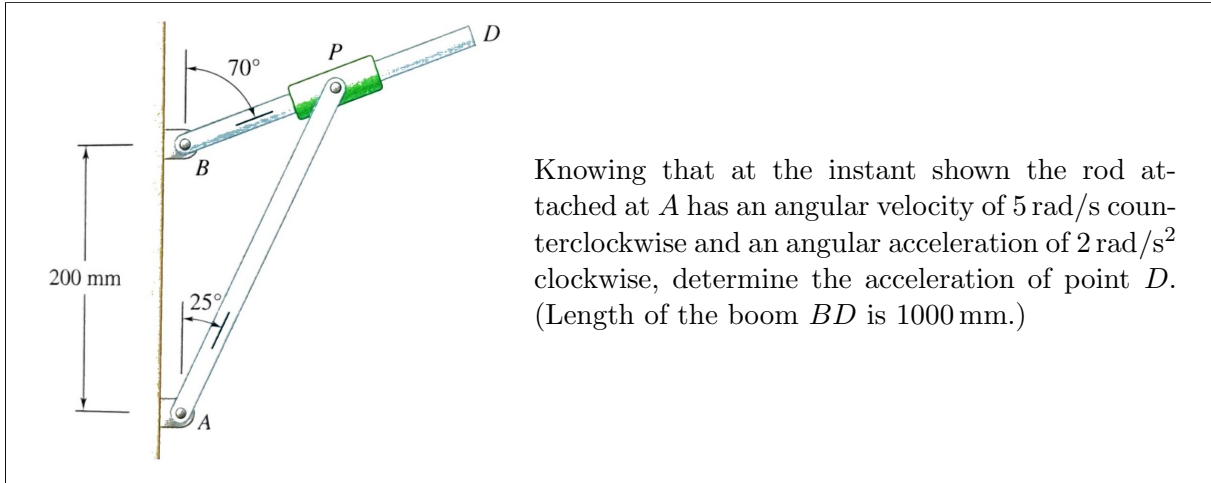 D
P
70°
B
200 mm
25°
A
Knowing that at the instant shown the rod at-
tached at A has an angular velocity of 5 rad/s coun-
terclockwise and an angular acceleration of 2 rad/s²
clockwise, determine the acceleration of point D.
(Length of the boom BD is 1000 mm.)